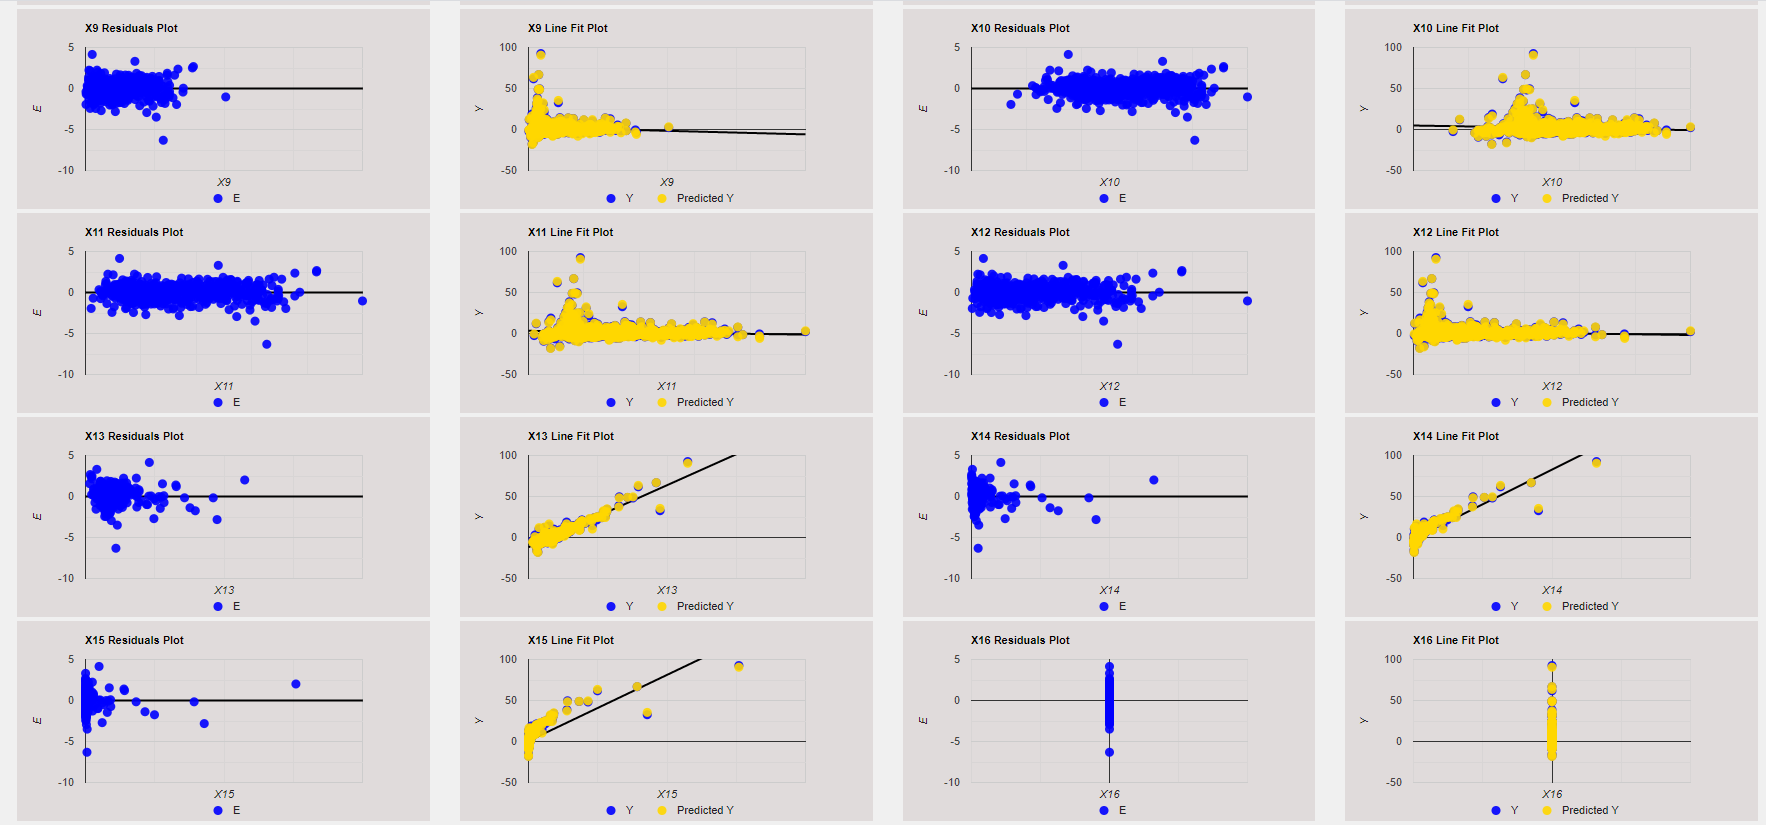 X9 Residuals Plot
5
0
-5
-10
E
X9
E
X9 Line Fit Plot
100
50
0
-50
Y
X9
Y Predicted Y
X10 Residuals Plot
5
0
-5
-10
E
X10
E
X10 Line Fit Plot
100
50
0
-50
Y
X10
Y Predicted Y
X11 Residuals Plot
5
0
-5
-10
E
X11
E
X11 Line Fit Plot
100
50
0
-50
Y
X11
Y Predicted Y
X12 Residuals Plot
5
0
-5
-10
E
X12
E
X12 Line Fit Plot
100
50
0
-50
Y
X12
Y Predicted Y
X13 Residuals Plot
5
0
-5
-10
E
X13
E
X13 Line Fit Plot
100
50
0
-50
Y
X13
Y Predicted Y
X14 Residuals Plot
5
0
-5
-10
E
X14
E
X14 Line Fit Plot
100
50
0
-50
Y
X14
Y Predicted Y
X15 Residuals Plot
5
0
-5
-10
E
X15
E
X15 Line Fit Plot
100
50
0
-50
Y
X15
Y Predicted Y
X16 Residuals Plot
5
0
-5
-10
E
X16
E
X16 Line Fit Plot
100
50
0
-50
Y
X16
Y Predicted Y